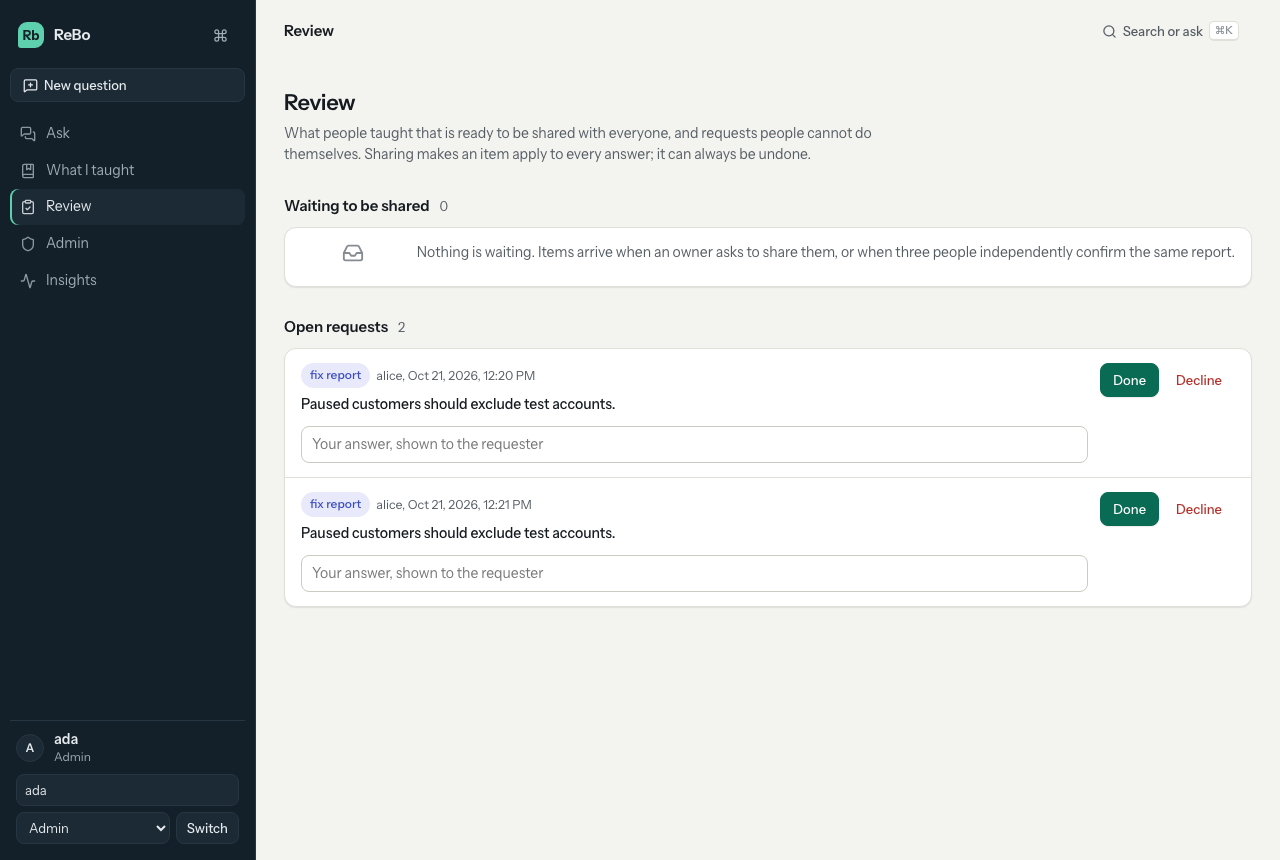 Rb ReBo ⌘
New question
Ask
What I taught
Review
Admin
Insights
A ada
Admin
ada
Admin Switch
Review Search or ask ⌘K
Review
What people taught that is ready to be shared with everyone, and requests people cannot do
themselves. Sharing makes an item apply to every answer; it can always be undone.
Waiting to be shared 0
Nothing is waiting. Items arrive when an owner asks to share them, or when three people independently confirm the same report.
Open requests 2
fix report alice, Oct 21, 2026, 12:20 PM Done Decline
Paused customers should exclude test accounts.
Your answer, shown to the requester
fix report alice, Oct 21, 2026, 12:21 PM Done Decline
Paused customers should exclude test accounts.
Your answer, shown to the requester